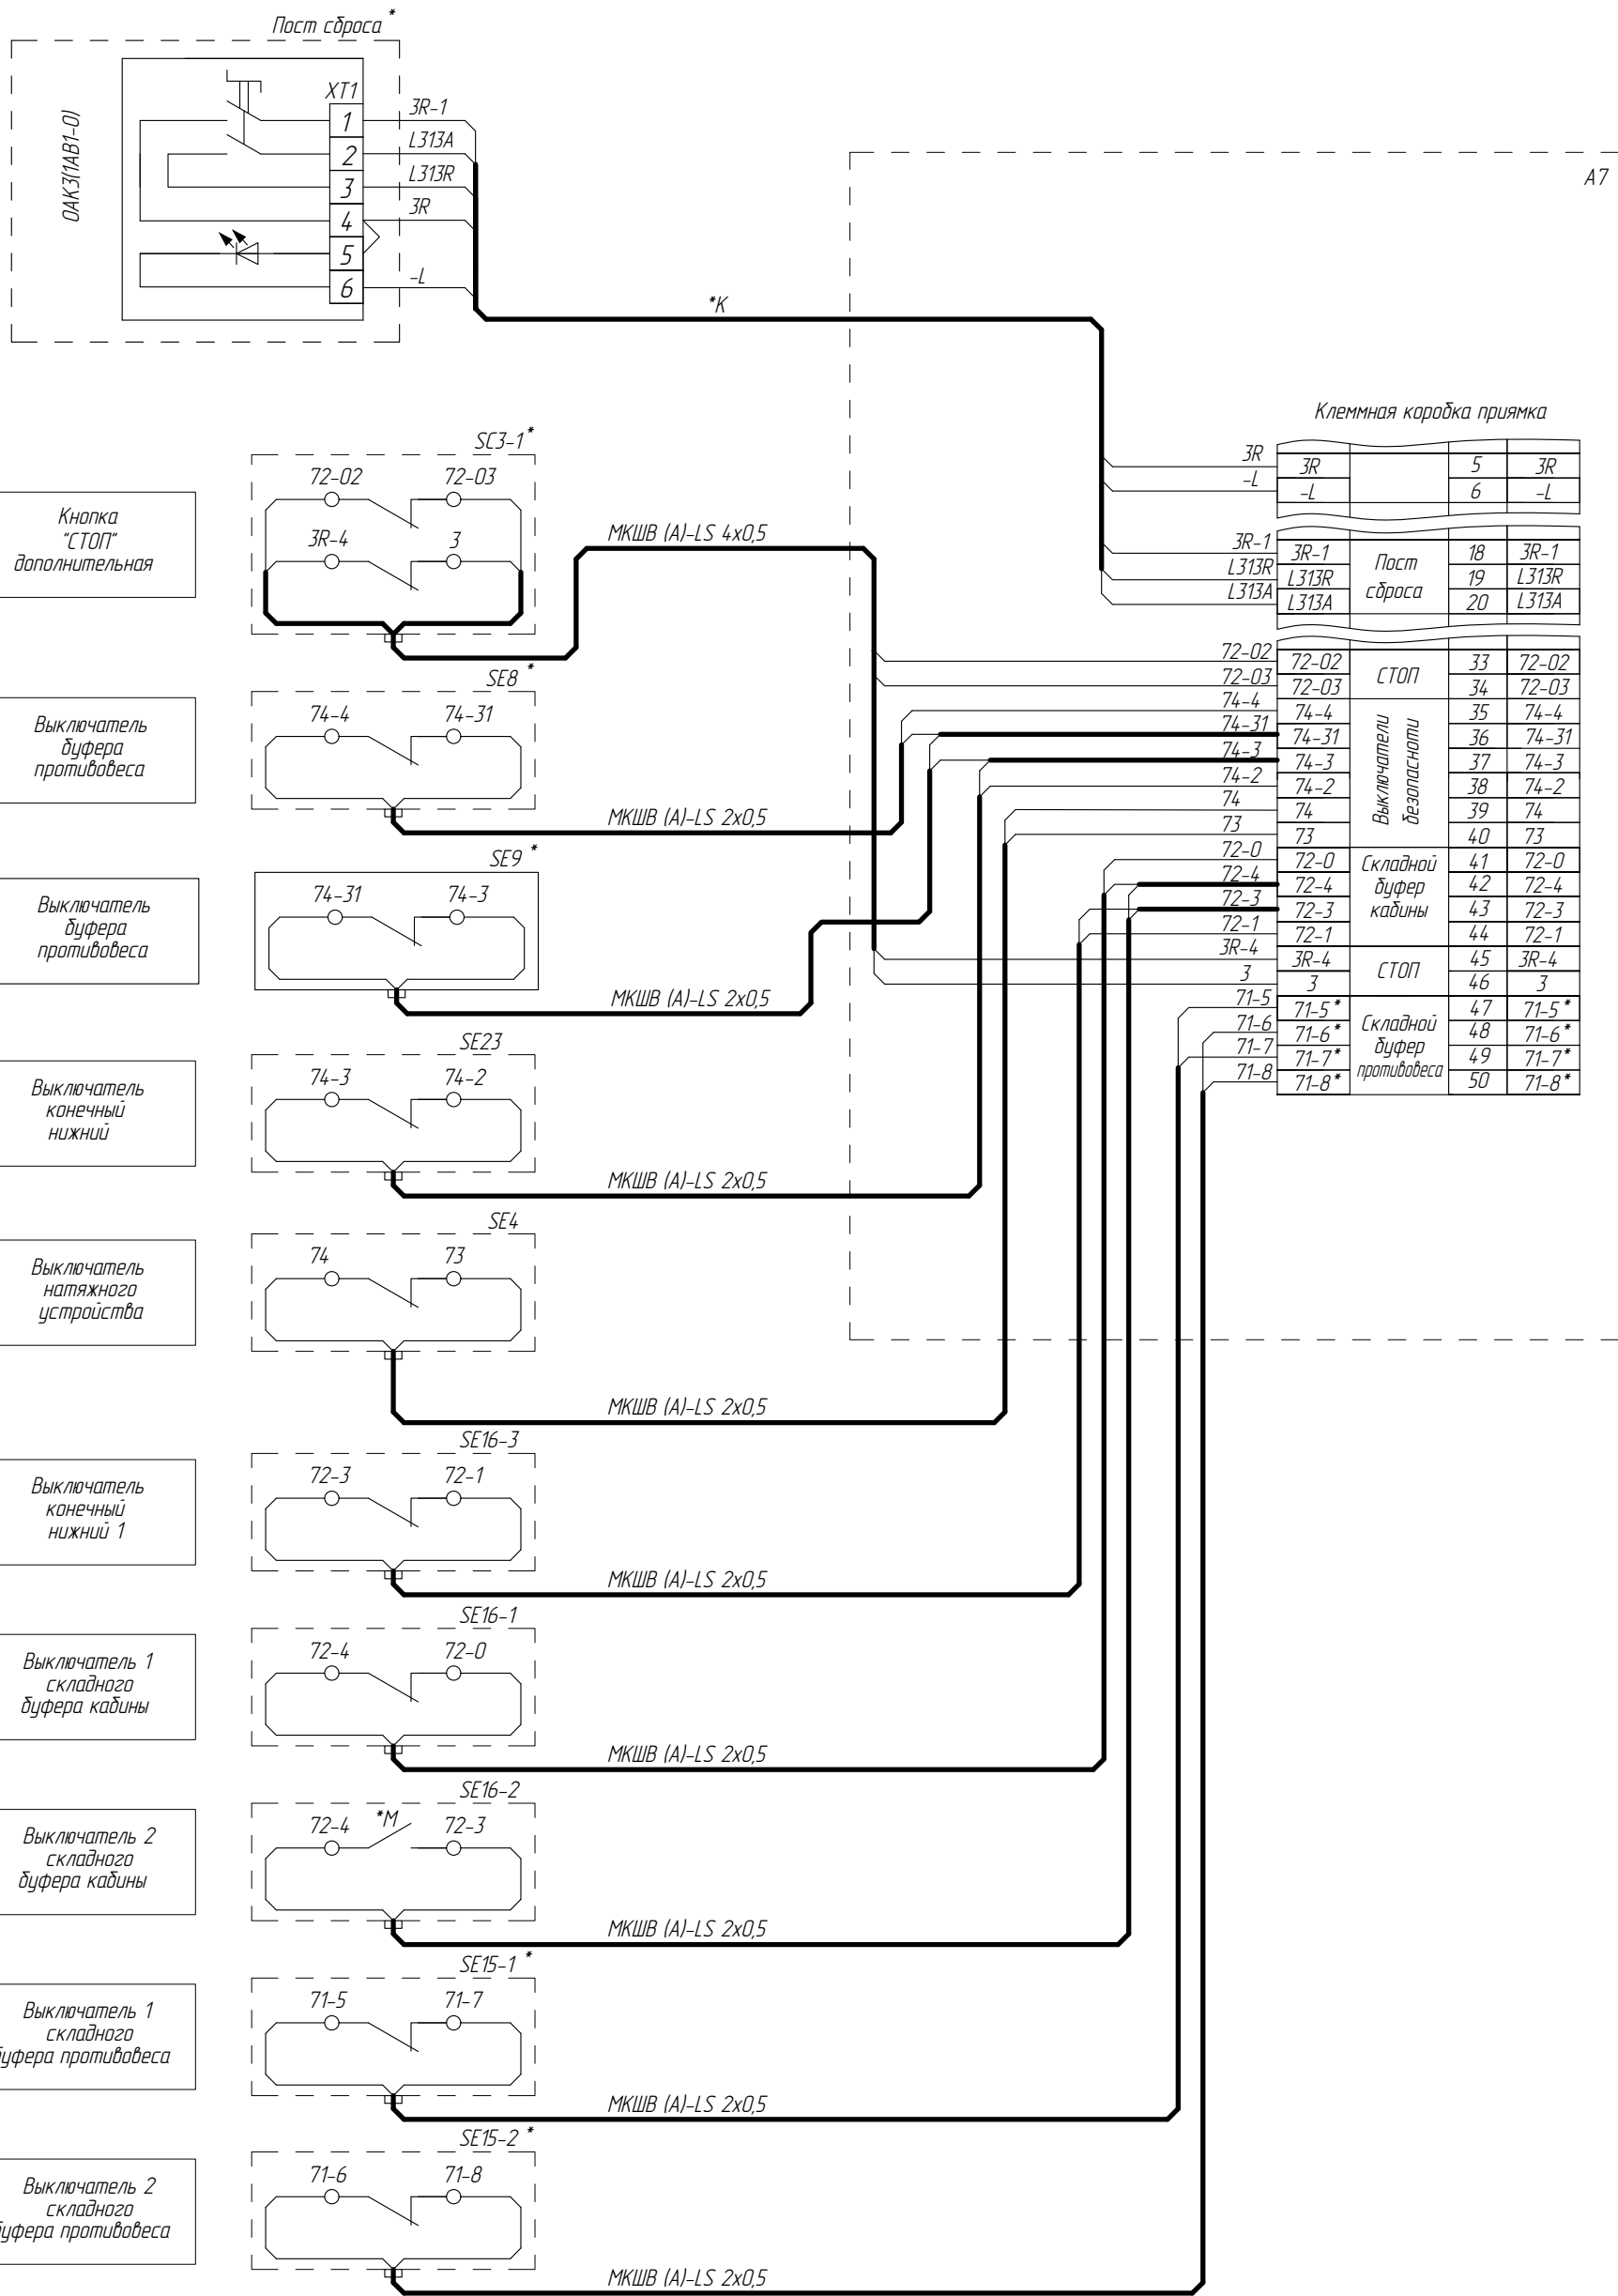 Пост сброса *
ОАК3(1АВ1-0)
XT1
1
2
3
4
5
6
3R-1
L313A
L313R
3R
-L
*К
А7
Клеммная коробка приямка
3R 3R 5 3R
-L -L 6 -L
3R-1 3R-1 18 3R-1
L313R L313R 19 L313R
L313A L313A 20 L313A
Пост
сброса
72-02 72-02 33 72-02
72-03 72-03 34 72-03
СТОП
74-4 74-4 35 74-4
74-31 74-31 36 74-31
74-3 74-3 37 74-3
74-2 74-2 38 74-2
74 74 39 74
73 73 40 73
Выключатели
безопасноти
72-0 72-0 41 72-0
72-4 72-4 42 72-4
72-3 72-3 43 72-3
72-1 72-1 44 72-1
Складной
буфер
кабины
3R-4 3R-4 45 3R-4
3 3 46 3
СТОП
71-5 71-5* 47 71-5*
71-6 71-6* 48 71-6*
71-7 71-7* 49 71-7*
71-8 71-8* 50 71-8*
Складной
буфер
противовеса
Кнопка
"СТОП"
дополнительная
SC3-1*
72-02 72-03
3R-4 3
МКШВ (А)-LS 4х0,5
Выключатель
буфера
противовеса
SE8 *
74-4 74-31
МКШВ (А)-LS 2х0,5
Выключатель
буфера
противовеса
SE9 *
74-31 74-3
МКШВ (А)-LS 2х0,5
Выключатель
конечный
нижний
SE23
74-3 74-2
МКШВ (А)-LS 2х0,5
Выключатель
натяжного
устройства
SE4
74 73
МКШВ (А)-LS 2х0,5
Выключатель
конечный
нижний 1
SE16-3
72-3 72-1
МКШВ (А)-LS 2х0,5
Выключатель 1
складного
буфера кабины
SE16-1
72-4 72-0
МКШВ (А)-LS 2х0,5
Выключатель 2
складного
буфера кабины
SE16-2
72-4 *М 72-3
МКШВ (А)-LS 2х0,5
Выключатель 1
складного
буфера противовеса
SE15-1 *
71-5 71-7
МКШВ (А)-LS 2х0,5
Выключатель 2
складного
буфера противовеса
SE15-2 *
71-6 71-8
МКШВ (А)-LS 2х0,5